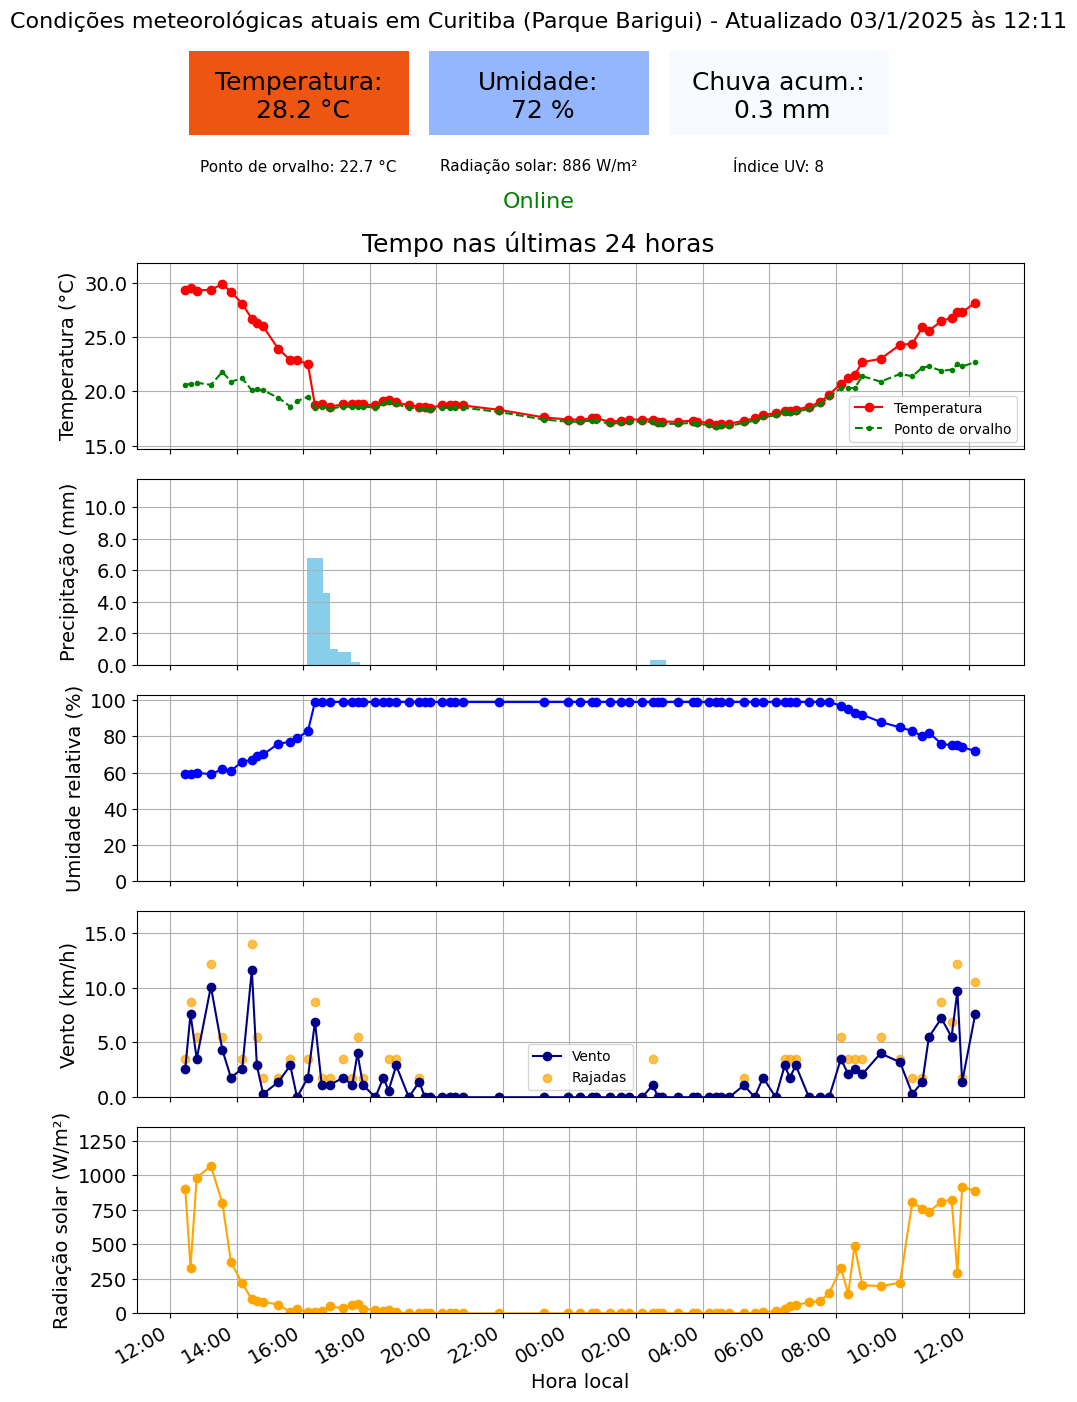 Condições meteorológicas atuais em Curitiba (Parque Barigui) - Atualizado 03/1/2025 às 12:11
Temperatura:
28.2 °C
Umidade:
72 %
Chuva acum.:
0.3 mm
Ponto de orvalho: 22.7 °C
Radiação solar: 886 W/m²
Índice UV: 8
Online
Tempo nas últimas 24 horas
Temperatura (°C)
30.0
25.0
20.0
15.0
Temperatura
Ponto de orvalho
Precipitação (mm)
10.0
8.0
6.0
4.0
2.0
0.0
Umidade relativa (%)
100
80
60
40
20
0
Vento (km/h)
15.0
10.0
5.0
0.0
Vento
Rajadas
Radiação solar (W/m²)
1250
1000
750
500
250
0
12:00
14:00
16:00
18:00
20:00
22:00
00:00
02:00
04:00
06:00
08:00
10:00
12:00
Hora local